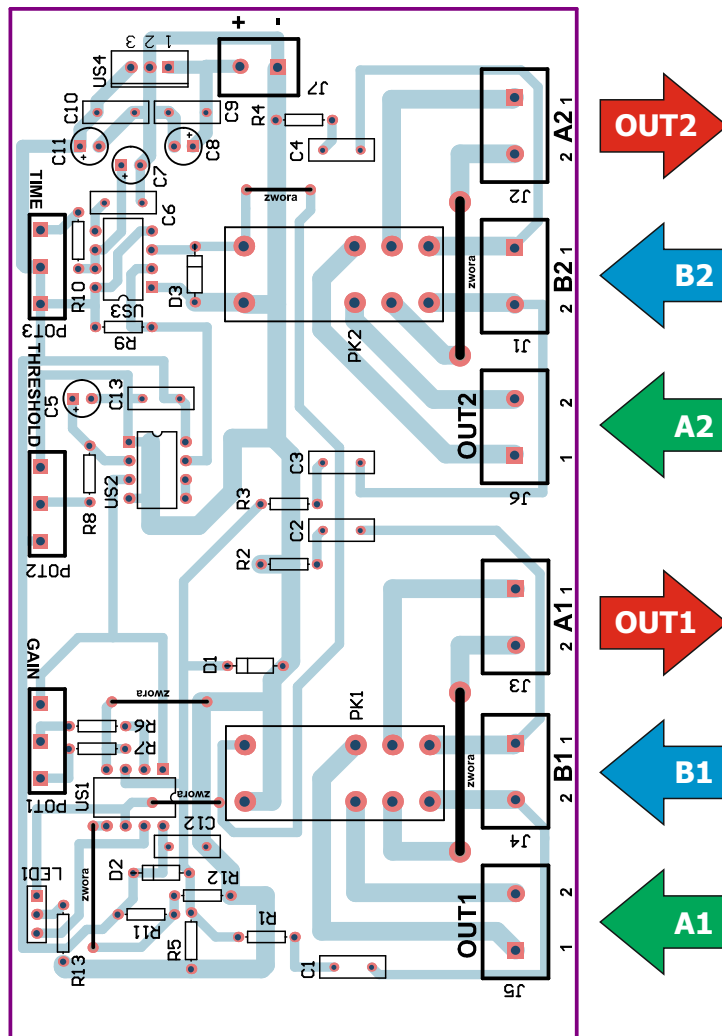 + -
1 2 3
US4
J7
C10
C9
R4
C11
C8
C4
C7
A2
1
2
J2
OUT2
TIME
C6
zwora
R10
US3
D3
POT3
R9
PK2
zwora
B2
1
2
J1
B2
THRESHOLD
C5
C13
OUT2
2
1
J6
A2
US2
R8
POT2
C3
R3
C2
R2
A1
1
2
J3
OUT1
GAIN
D1
zwora
PK1
R6
R7
POT1
US1
zwora
zwora
B1
1
2
J4
B1
C12
LED1
zwora
D2
R12
R11
R13
R5
R1
C1
OUT1
2
1
J5
A1